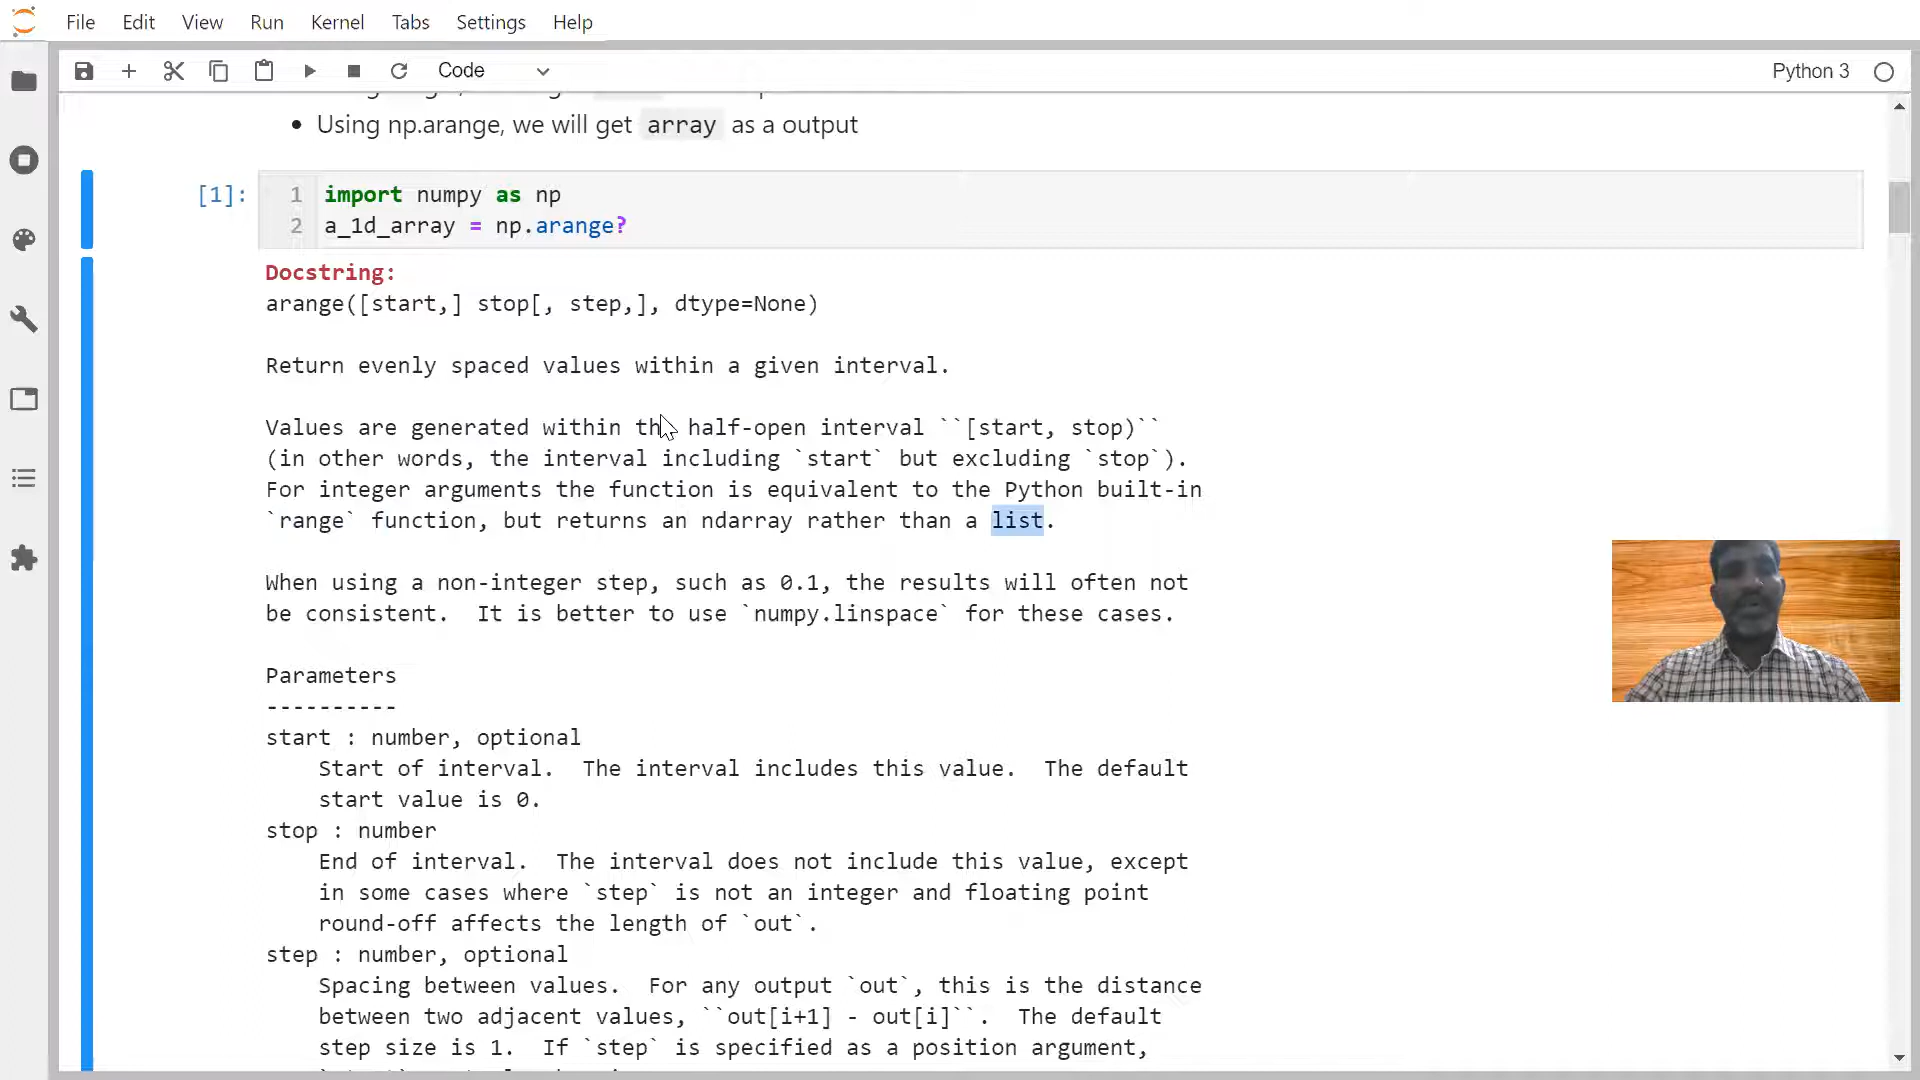 File Edit View Run Kernel Tabs Settings Help
Code
Python 3
• Using np.arange, we will get array as a output
[1]:
1 import numpy as np
2 a_1d_array = np.arange?
Docstring:
arange([start,] stop[, step,], dtype=None)
Return evenly spaced values within a given interval.
Values are generated within the half-open interval ``[start, stop)``
(in other words, the interval including `start` but excluding `stop`).
For integer arguments the function is equivalent to the Python built-in
`range` function, but returns an ndarray rather than a list.
When using a non-integer step, such as 0.1, the results will often not
be consistent.  It is better to use `numpy.linspace` for these cases.
Parameters
----------
start : number, optional
    Start of interval.  The interval includes this value.  The default
    start value is 0.
stop : number
    End of interval.  The interval does not include this value, except
    in some cases where `step` is not an integer and floating point
    round-off affects the length of `out`.
step : number, optional
    Spacing between values.  For any output `out`, this is the distance
    between two adjacent values, ``out[i+1] - out[i]``.  The default
    step size is 1.  If `step` is specified as a position argument,